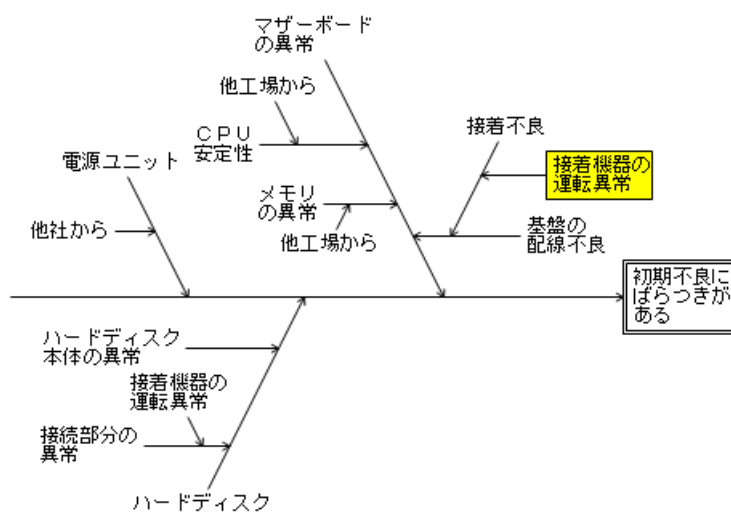 マザーボード
の異常
他工場から
ＣＰＵ
安定性
接着不良
電源ユニット
接着機器の
運転異常
メモリ
の異常
他社から
他工場から
基盤の
配線不良
初期不良に
ばらつきが
ある
ハードディスク
本体の異常
接着機器の
運転異常
接続部分の
異常
ハードディスク